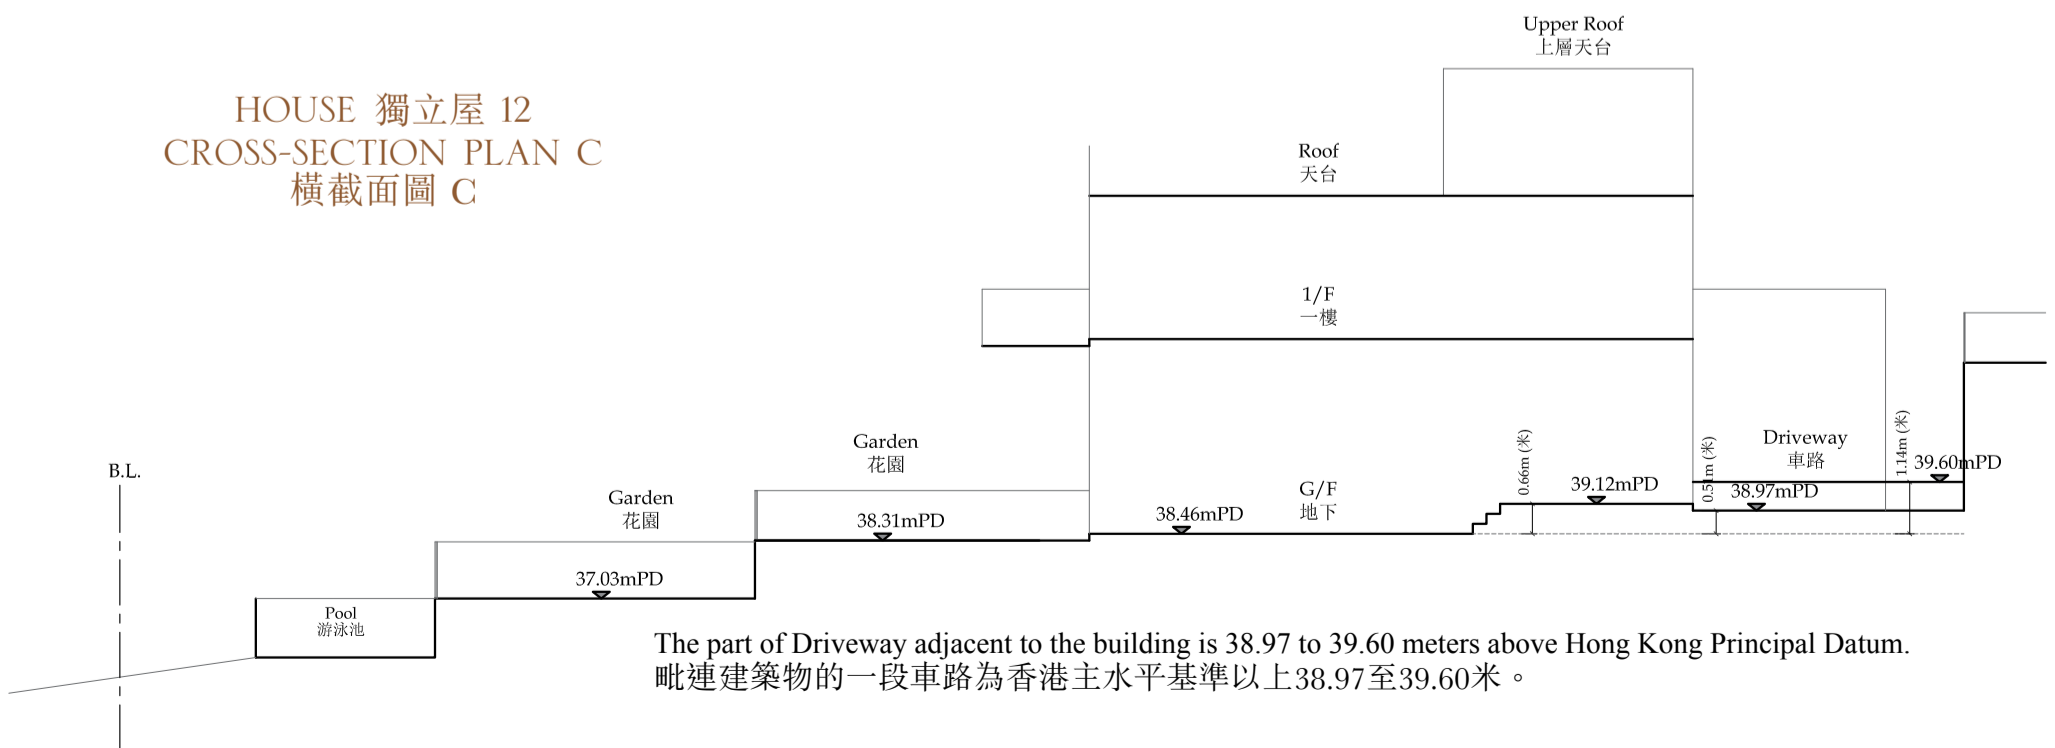 HOUSE 獨立屋 12
CROSS-SECTION PLAN C
橫截面圖 C
Upper Roof
上層天台
Roof
天台
1/F
一樓
Garden
花園
Garden
花園
B.L.
G/F
地下
Driveway
車路
0.66m (米)
0.51m (米)
1.14m (米)
39.60mPD
39.12mPD
38.97mPD
38.46mPD
38.31mPD
37.03mPD
Pool
游泳池
The part of Driveway adjacent to the building is 38.97 to 39.60 meters above Hong Kong Principal Datum.
毗連建築物的一段車路為香港主水平基準以上38.97至39.60米。